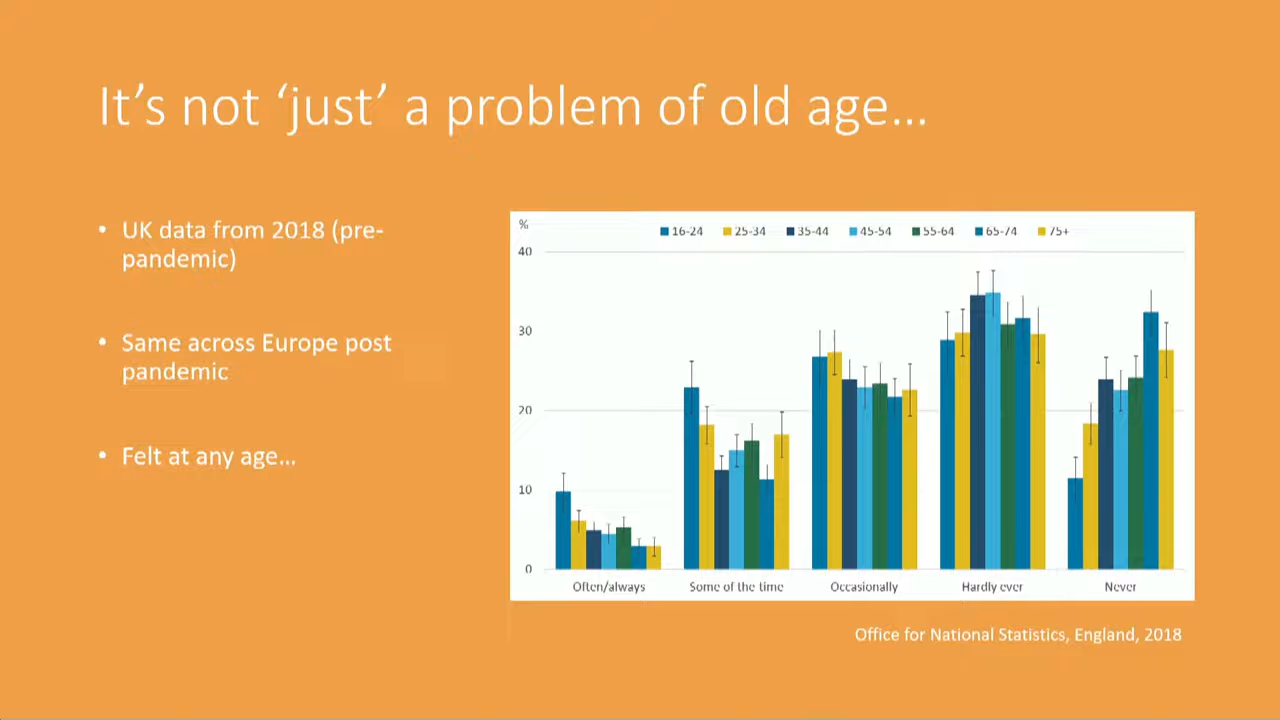 It’s not ‘just’ a problem of old age…
• UK data from 2018 (pre-
pandemic)
• Same across Europe post
pandemic
• Felt at any age…
%
16-24 25-34 35-44 45-54 55-64 65-74 75+
40
30
20
10
0
Often/always Some of the time Occasionally Hardly ever Never
Office for National Statistics, England, 2018